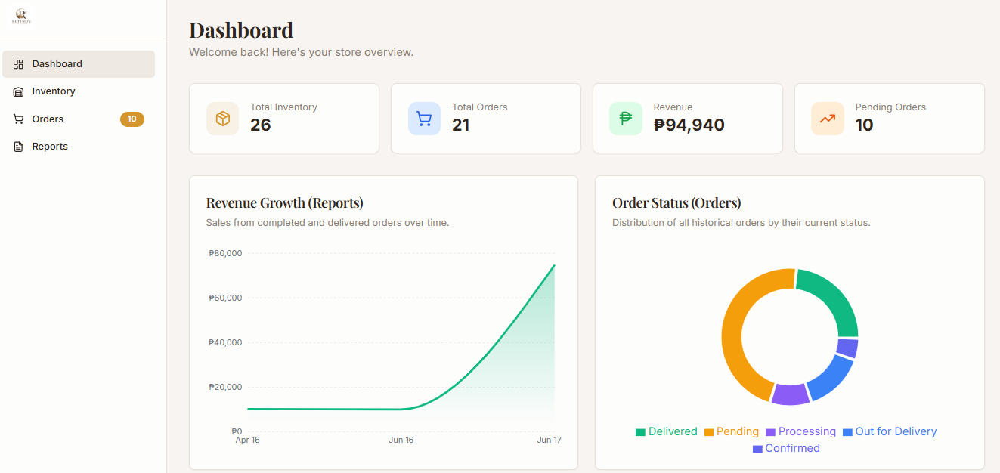 RUFINO'S
Dashboard
Welcome back! Here's your store overview.
Dashboard
Inventory
Orders 10
Reports
Total Inventory
26
Total Orders
21
Revenue
₱94,940
Pending Orders
10
Revenue Growth (Reports)
Sales from completed and delivered orders over time.
₱80,000
₱60,000
₱40,000
₱20,000
₱0
Apr 16 Jun 16 Jun 17
Order Status (Orders)
Distribution of all historical orders by their current status.
Delivered Pending Processing Out for Delivery
Confirmed